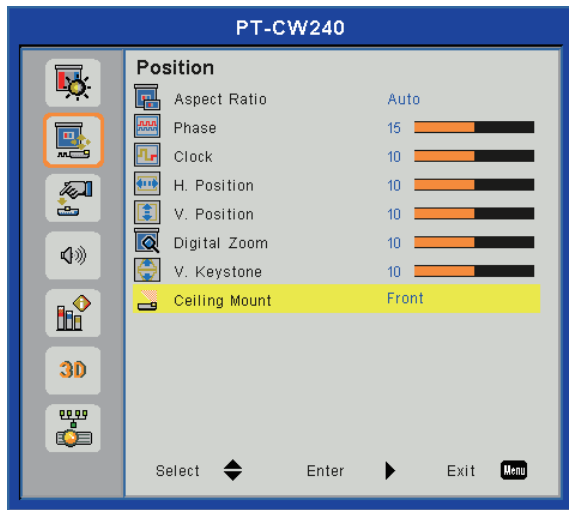 PT-CW240
Position
Aspect Ratio Auto
Phase 15
Clock 10
H. Position 10
V. Position 10
Digital Zoom 10
V. Keystone 10
Ceiling Mount Front
3D
Select Enter Exit Menu